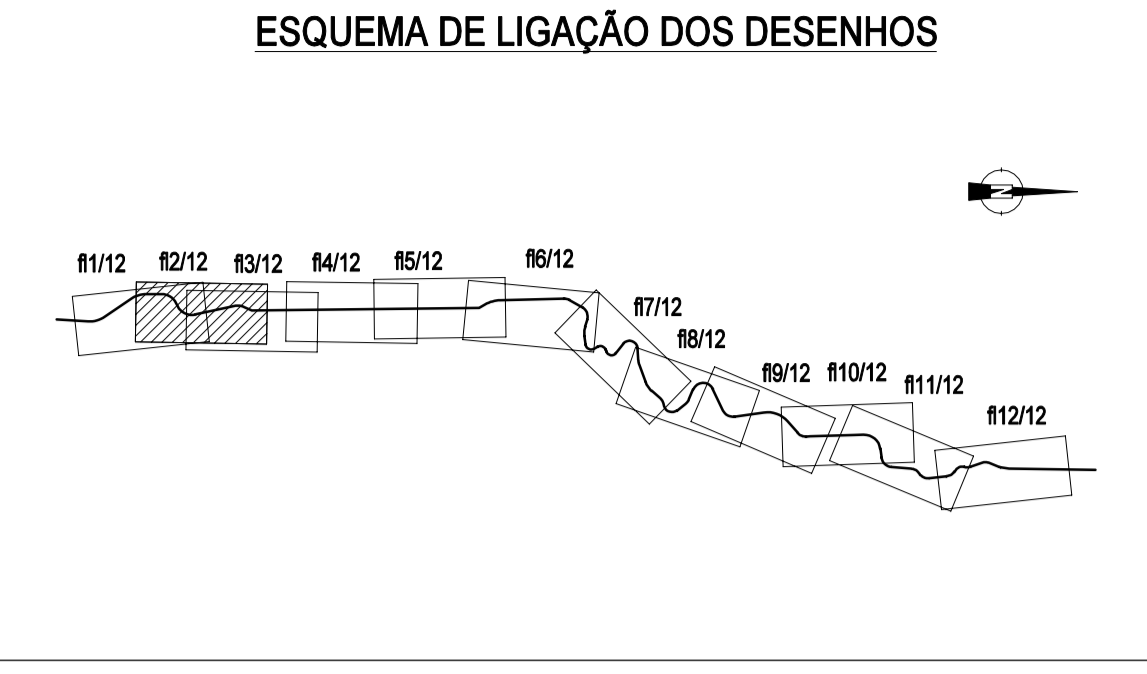 ESQUEMA DE LIGAÇÃO DOS DESENHOS
N
fl1/12 fl2/12 fl3/12 fl4/12 fl5/12 fl6/12
fl7/12
fl8/12
fl9/12 fl10/12 fl11/12
fl12/12